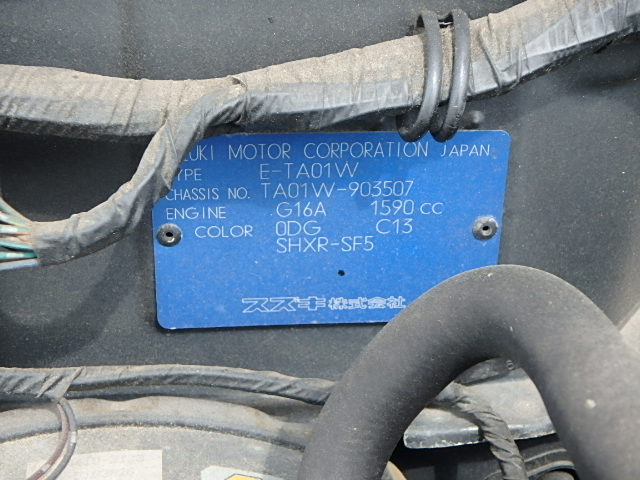 UKI MOTOR CORPORATION JAPAN
YPE E-TA01W
CHASSIS NO. TA01W-903507
ENGINE G16A 1590 cc
COLOR 0DG C13
SHXR-SF5
スズキ株式会社